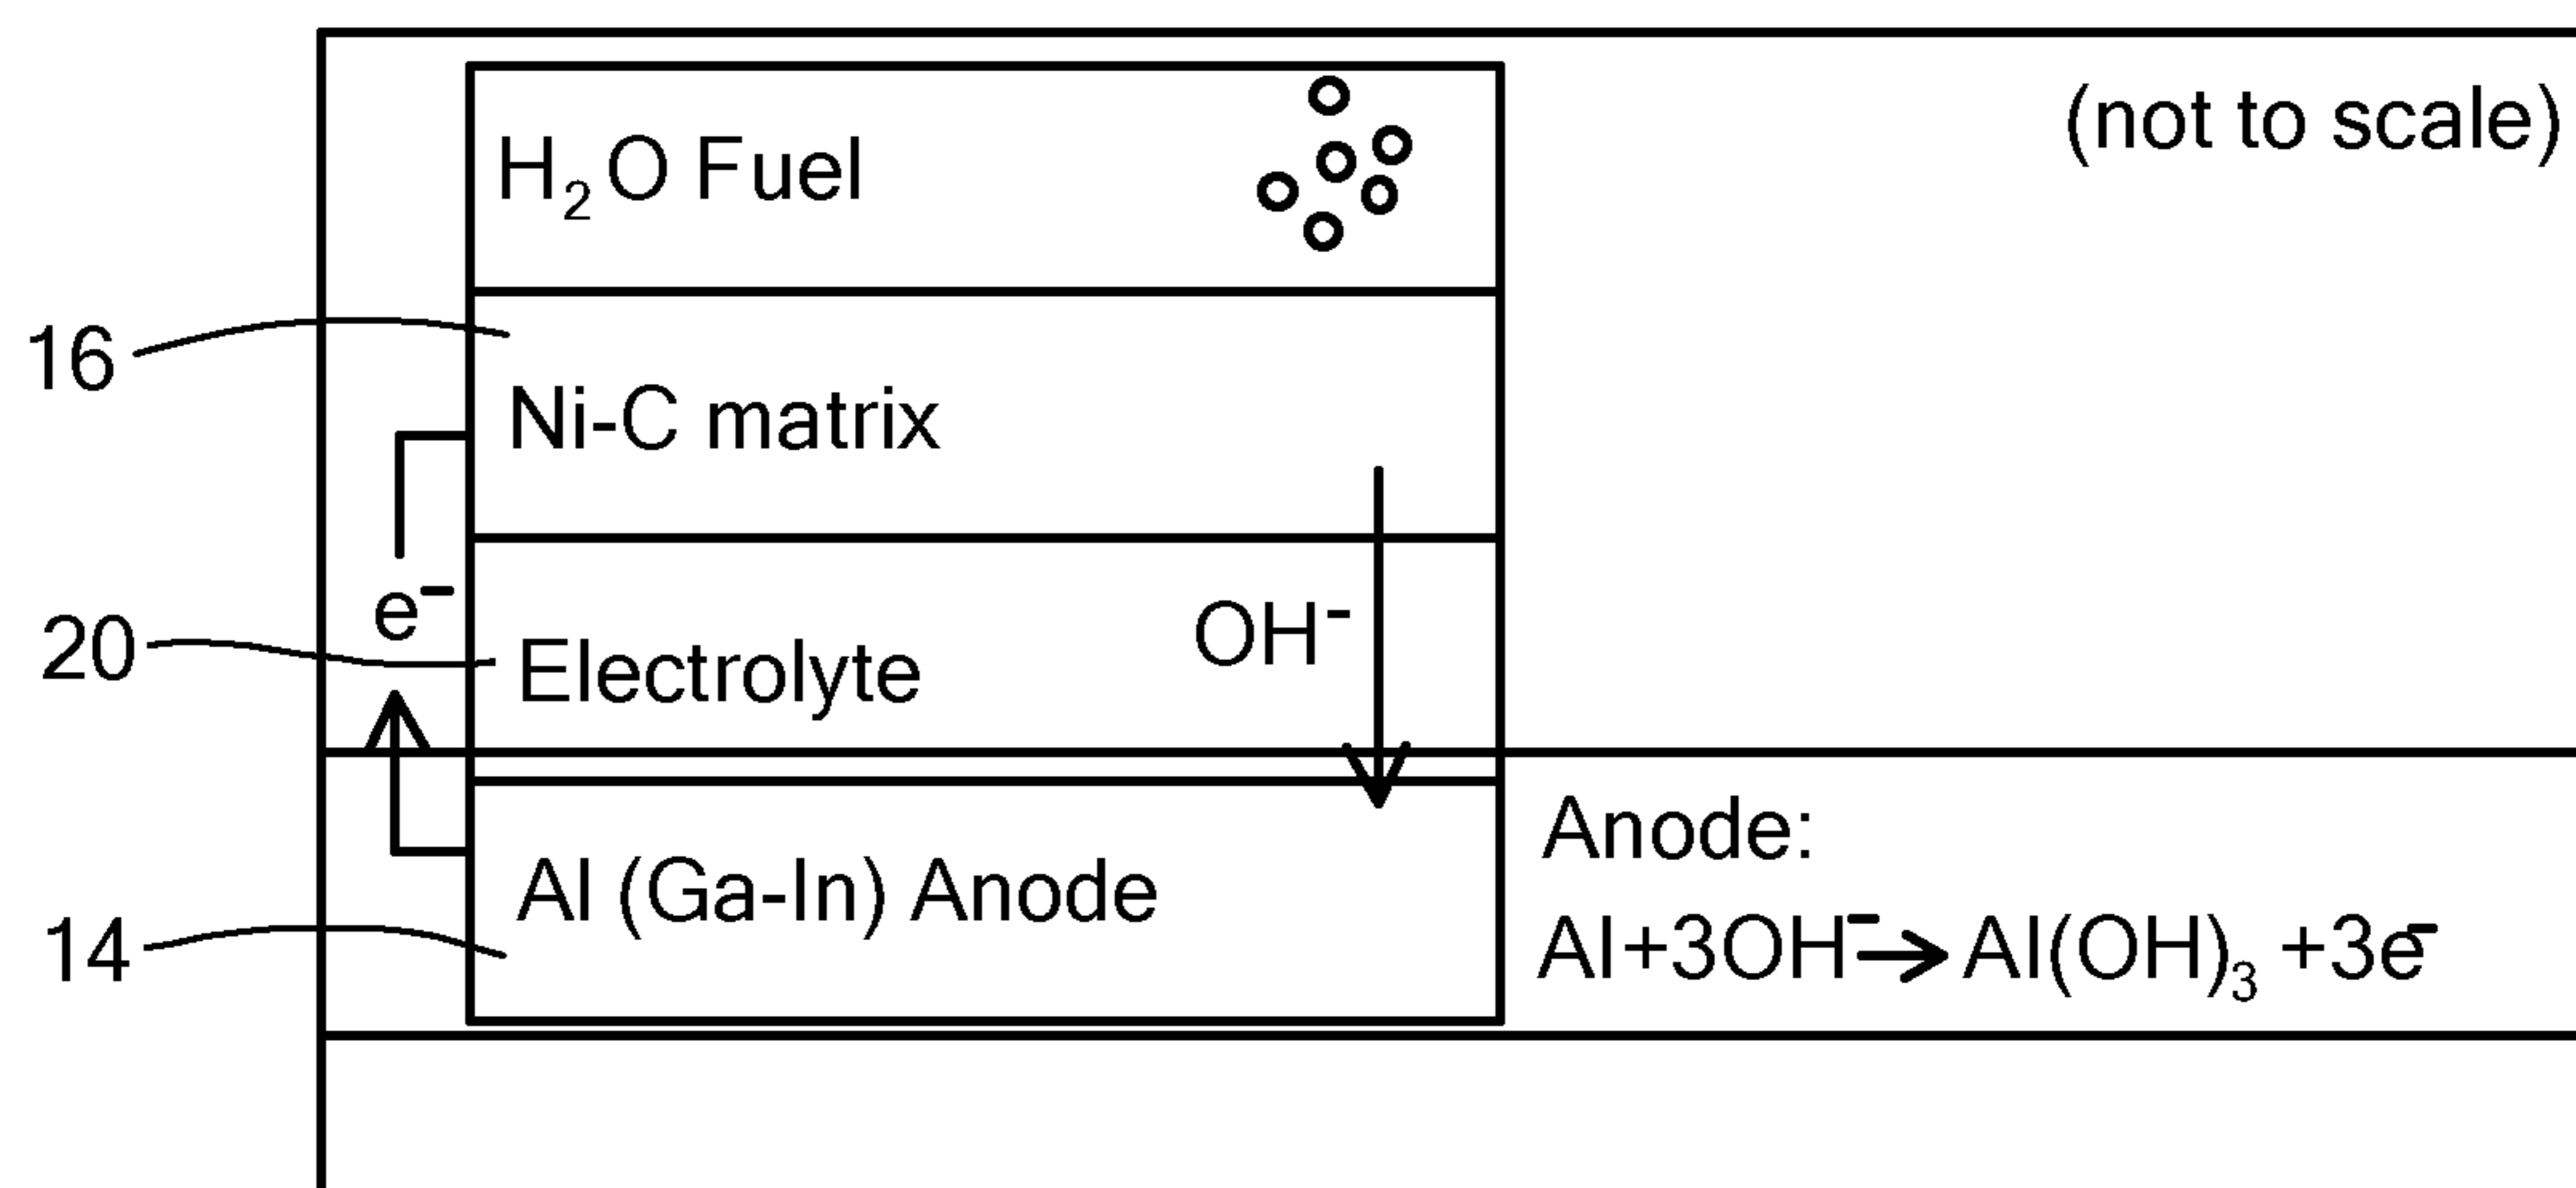 (not to scale)
H₂O Fuel
16
Ni-C matrix
e⁻
20
Electrolyte
OH⁻
14
Al (Ga-In) Anode
Anode:
Al+3OH⁻→Al(OH)₃ +3e⁻